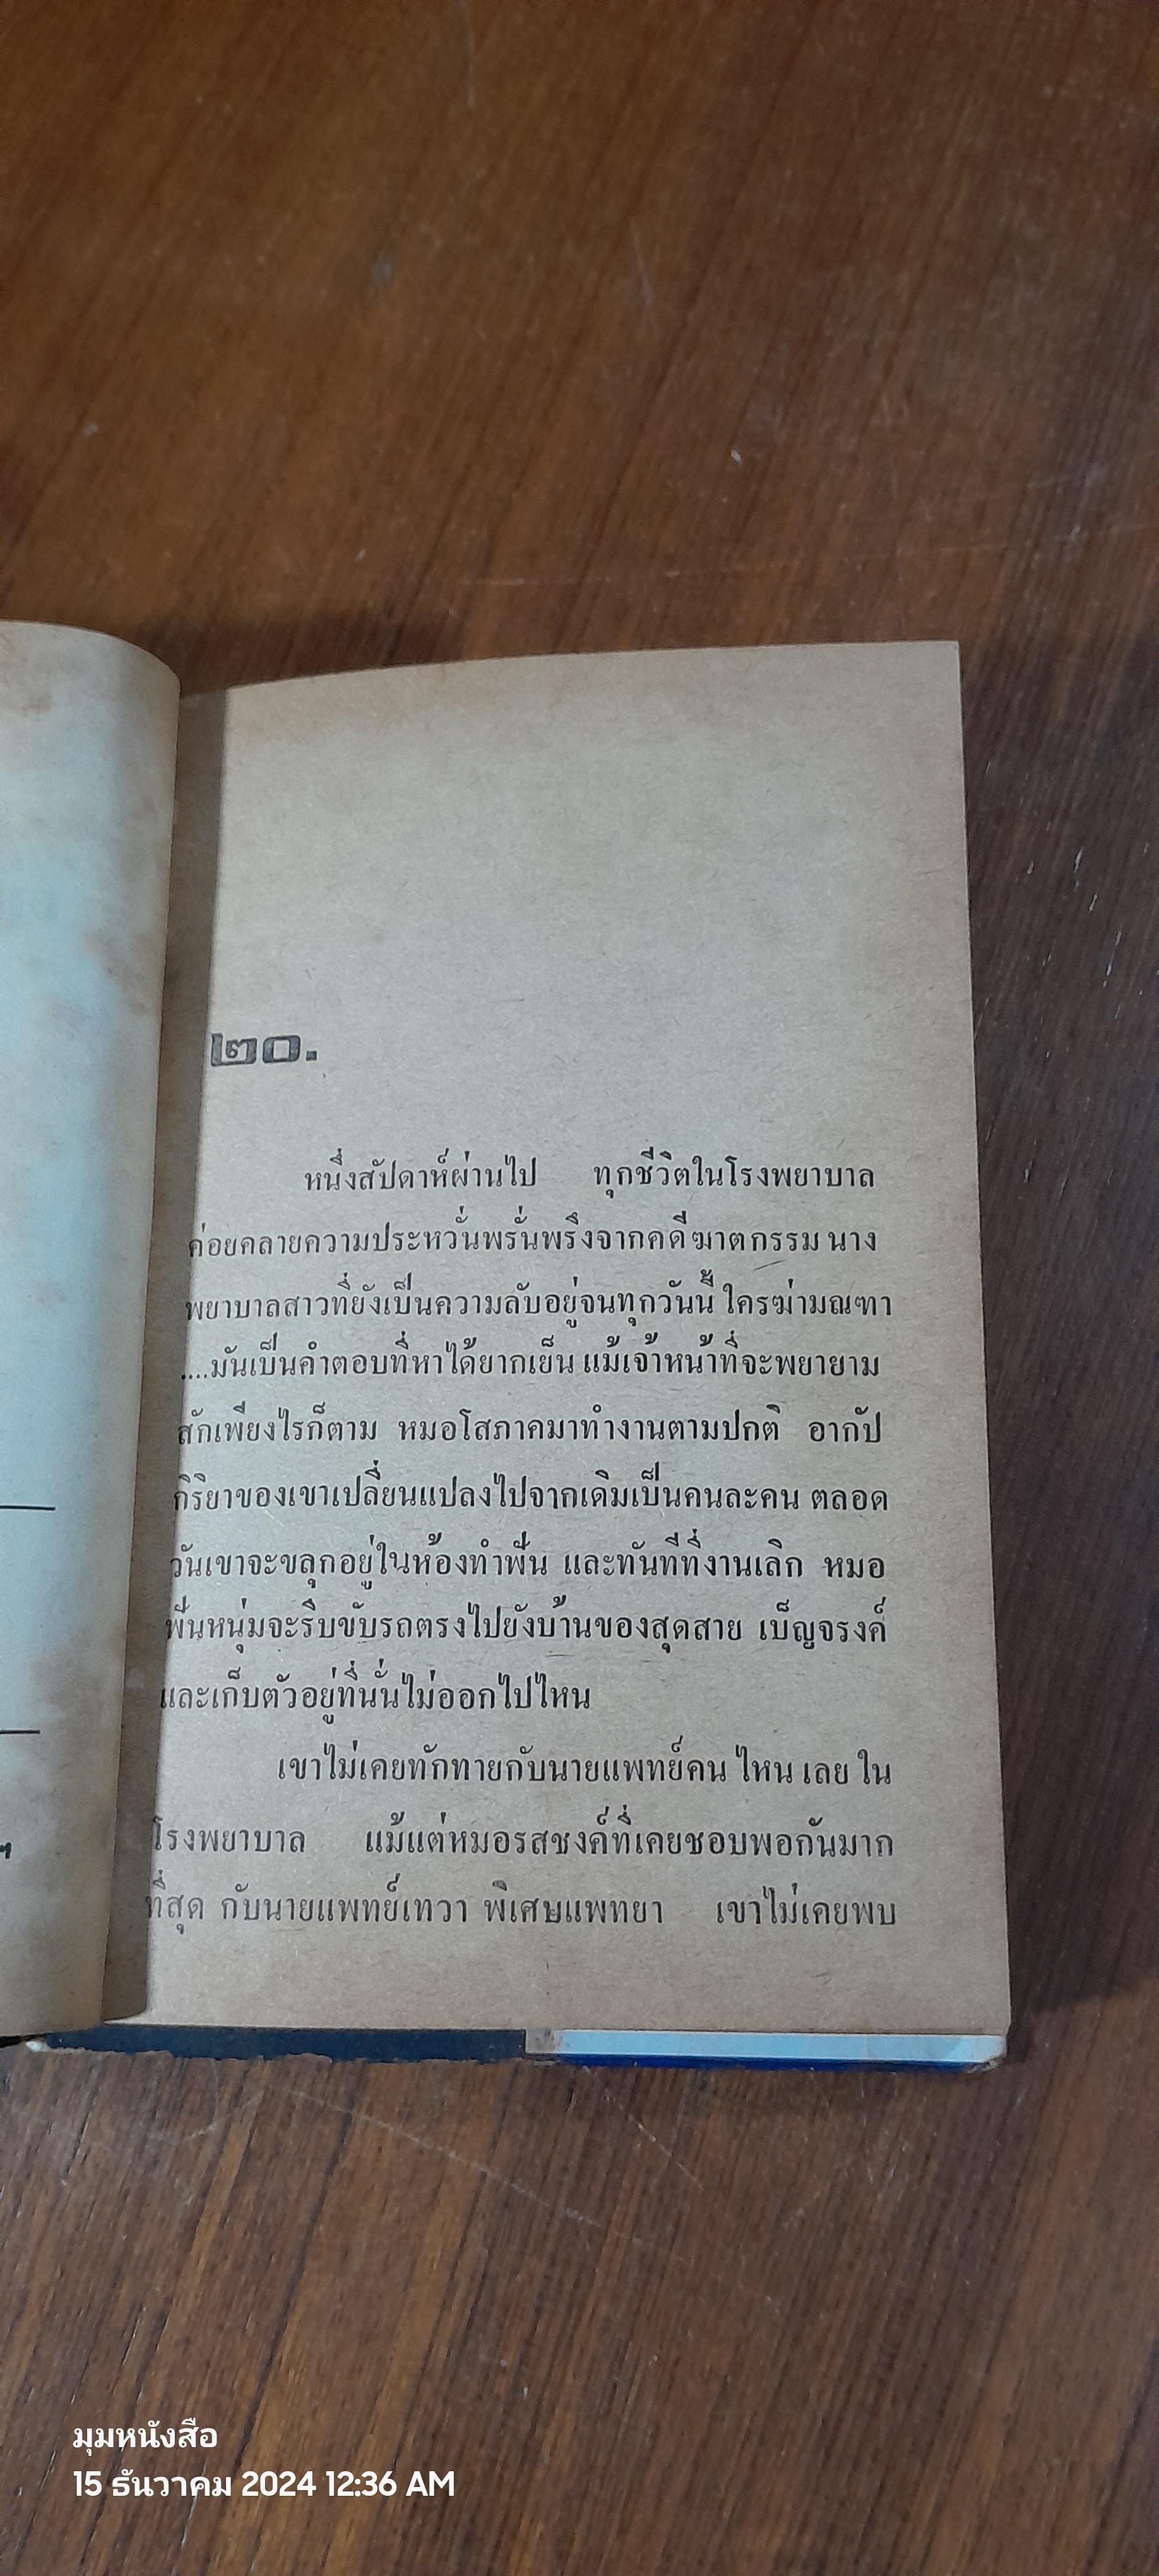 ๒๐.
หนึ่งสัปดาห์ผ่านไป ทุกชีวิตในโรงพยาบาล
ค่อยคลายความประหวั่นพรั่นพรึงจากคดีฆาตกรรม นาง
พยาบาลสาวที่ยังเป็นความลับอยู่จนทุกวันนี้ ใครฆ่ามณฑา
....มันเป็นคำตอบที่หาได้ยากเย็น แม้เจ้าหน้าที่จะพยายาม
สักเพียงไรก็ตาม หมอโสภาคมาทำงานตามปกติ อากัป
กิริยาของเขาเปลี่ยนแปลงไปจากเดิมเป็นคนละคน ตลอด
วันเขาจะขลุกอยู่ในห้องทำฟัน และทันทีที่งานเลิก หมอ
ฟันหนุ่มจะรีบขับรถตรงไปยังบ้านของสุดสาย เบ็ญจรงค์
และเก็บตัวอยู่ที่นั่นไม่ออกไปไหน
เขาไม่เคยทักทายกับนายแพทย์คน ไหน เลย ใน
โรงพยาบาล แม้แต่หมอรสชงค์ที่เคยชอบพอกันมาก
ที่สุด กับนายแพทย์เทวา พิเศษแพทยา เขาไม่เคยพบ
ๆ
มุมหนังสือ
15 ธันวาคม 2024 12:36 AM